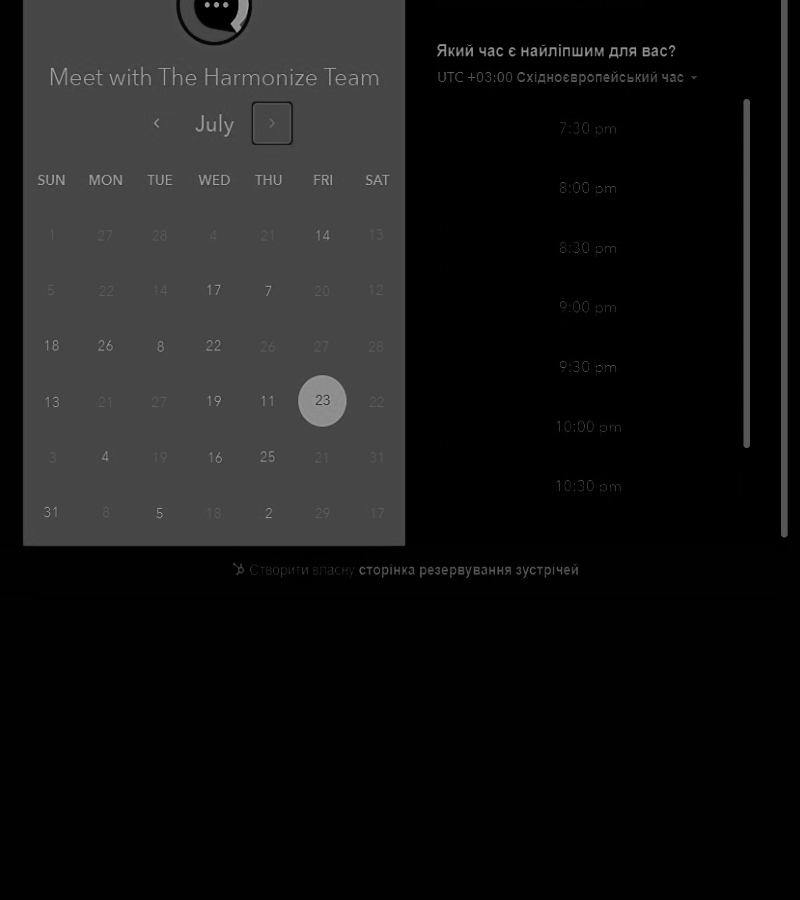 Meet with The Harmonize Team
July
SUN MON TUE WED THU FRI SAT
1 27 28 4 21 14 13
5 22 14 17 7 20 12
18 26 8 22 26 27 28
13 21 27 19 11 23 22
3 4 19 16 25 21 31
31 8 5 18 2 29 17
Який час є найліпшим для вас?
UTC +03:00 Східноєвропейський час
7:30 pm
8:00 pm
8:30 pm
9:00 pm
9:30 pm
10:00 pm
10:30 pm
Створити власну сторінка резервування зустрічей